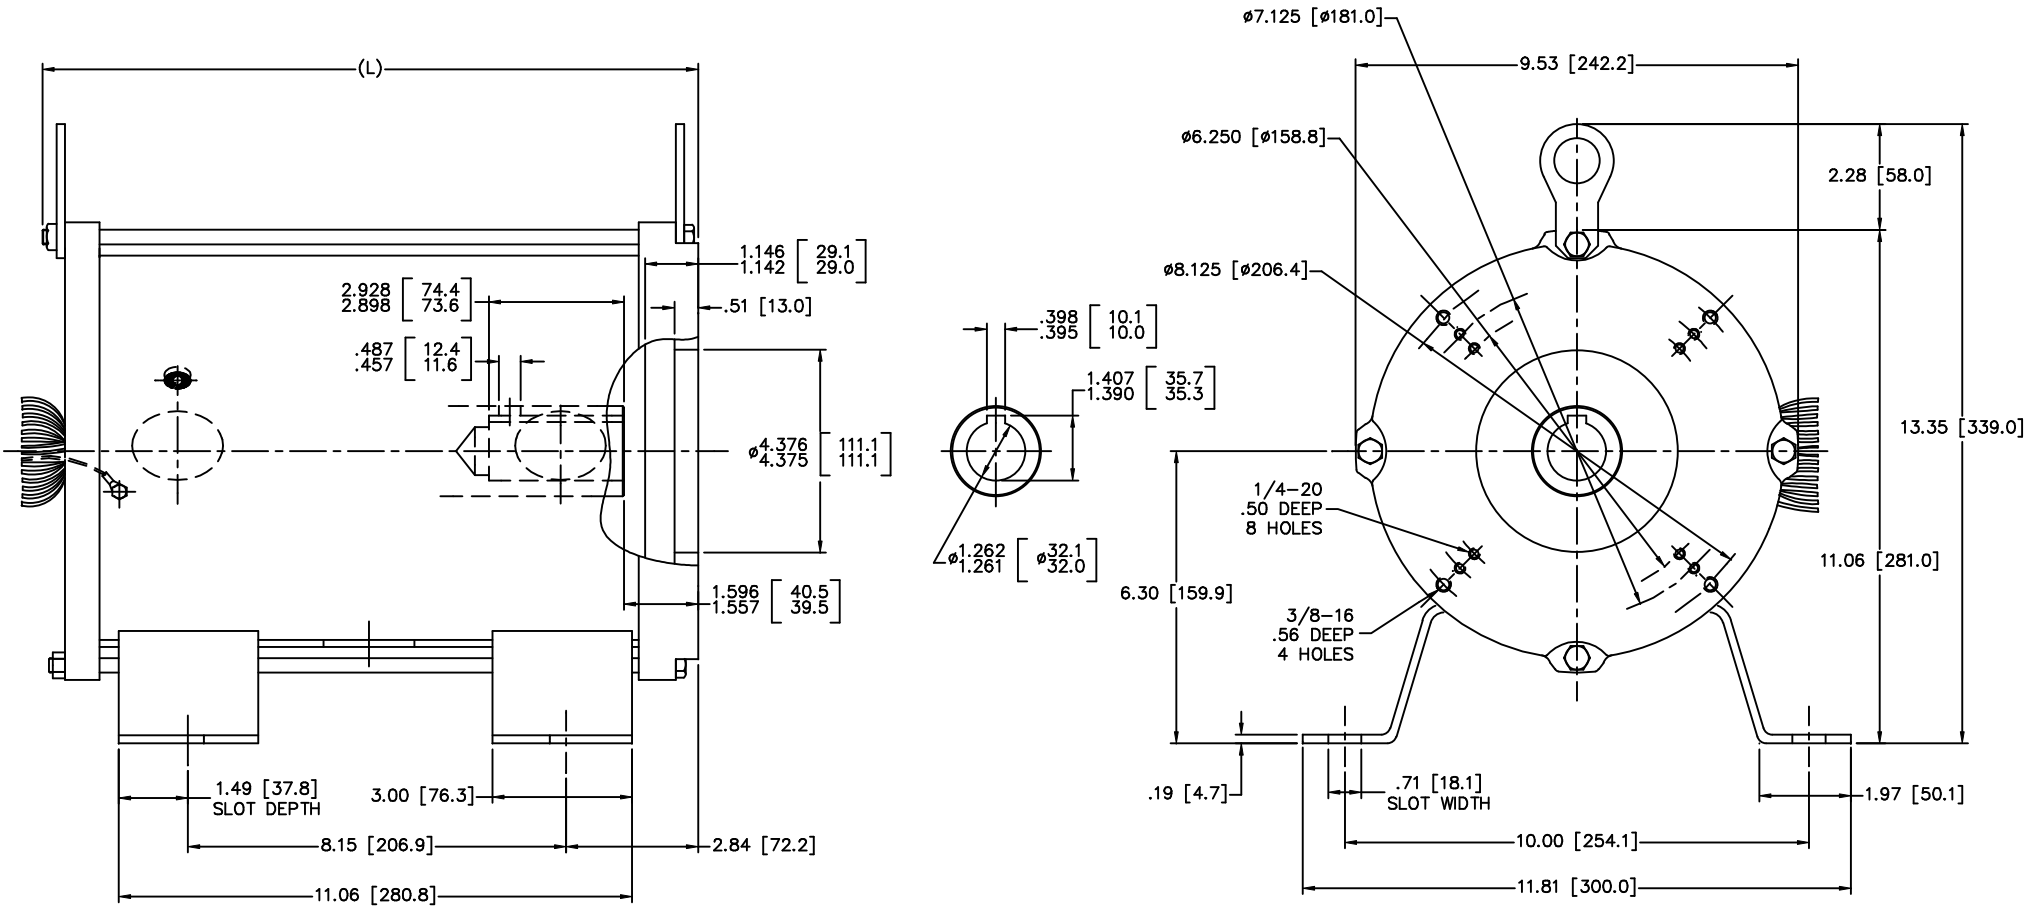 (L)
1.146 [29.1]
1.142 [29.0]
2.928 [74.4]
2.898 [73.6]
.51 [13.0]
.487 [12.4]
.457 [11.6]
ø4.376 [111.1]
4.375 [111.1]
1.596 [40.5]
1.557 [39.5]
1.49 [37.8]
SLOT DEPTH
3.00 [76.3]
8.15 [206.9]
2.84 [72.2]
11.06 [280.8]
.398 [10.1]
.395 [10.0]
1.407 [35.7]
1.390 [35.3]
ø1.262 [ø32.1]
1.261 [32.0]
ø7.125 [ø181.0]
9.53 [242.2]
ø6.250 [ø158.8]
2.28 [58.0]
ø8.125 [ø206.4]
13.35 [339.0]
1/4-20
.50 DEEP
8 HOLES
11.06 [281.0]
6.30 [159.9]
3/8-16
.56 DEEP
4 HOLES
.19 [4.7]
.71 [18.1]
SLOT WIDTH
1.97 [50.1]
10.00 [254.1]
11.81 [300.0]